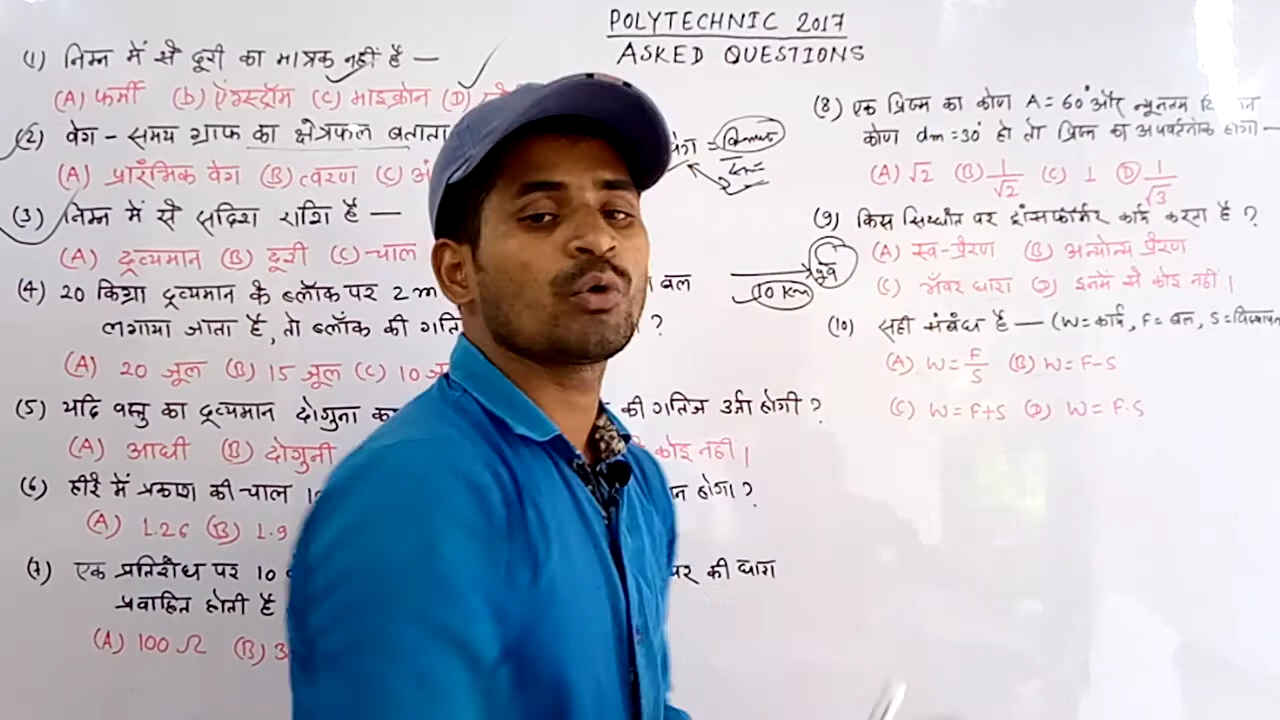 POLYTECHNIC 2017
ASKED QUESTIONS
(1) निम्न में से दूरी का मात्रक नहीं है —
(A) फर्मी (b) ऐंगस्ट्रॉम (C) माइक्रोन (D)
(2) वेग - समय ग्राफ का क्षेत्रफल बताता
(A) प्रारंम्भिक वेग (B) त्वरण (C)
(3) निम्न में से सदिश राशि है —
(A) द्रव्यमान (B) दूरी (C) चाल
(4) 20 किग्रा द्रव्यमान के ब्लॉक पर 2m बल
लगाया जाता है, तो ब्लॉक की गति ?
(A) 20 जूल (B) 15 जूल (C) 10
(5) यदि वस्तु का द्रव्यमान दोगुना की गतिज उर्जा होगी ?
(A) आधी (B) दोगुनी कोइ नहीं।
(6) हीरे में प्रकाश की चाल होगा ?
(A) 1.26 (B) 1.9
(7) एक प्रतिरोध पर 10 की धारा
प्रवाहित होती है
(A) 100 Ω (B) 3
10 Km
(8) एक प्रिज्म का कोण A = 60° और न्यूनतम
कोण dm = 30° हो तो प्रिज्म का अपवर्तनांक होगा —
(A) √2 (B) 1/√2 (C) 1 (D) 1/√3
(9) किस सिध्धांत पर ट्रांसफॉर्मर कार्य करता है ?
(A) स्व-प्रेरण (B) अन्योन्य प्रेरण
(C) भँवर धारा (D) इनमें से कोइ नहीं।
(10) सही संबंध है — (W = कार्य, F = बल, S = विस्थापन
(A) W = F/S (B) W = F-S
(C) W = F+S (D) W = F·S